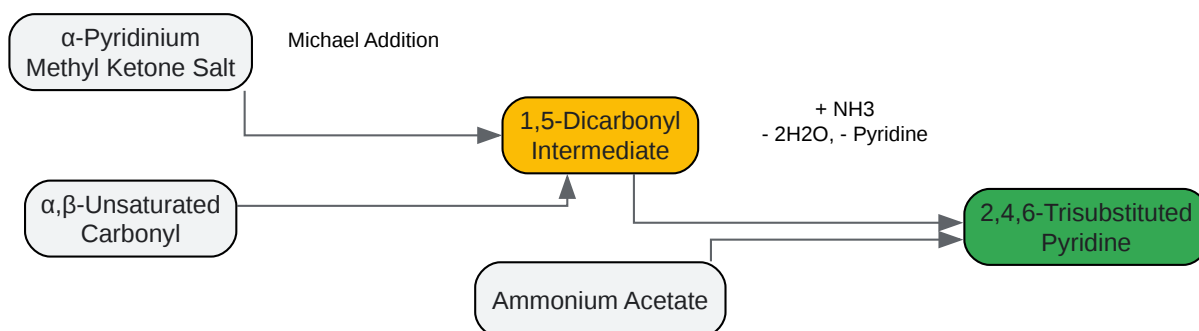 α-Pyridinium
Methyl Ketone Salt
Michael Addition
1,5-Dicarbonyl
Intermediate
+ NH3
- 2H2O, - Pyridine
α,β-Unsaturated
Carbonyl
2,4,6-Trisubstituted
Pyridine
Ammonium Acetate